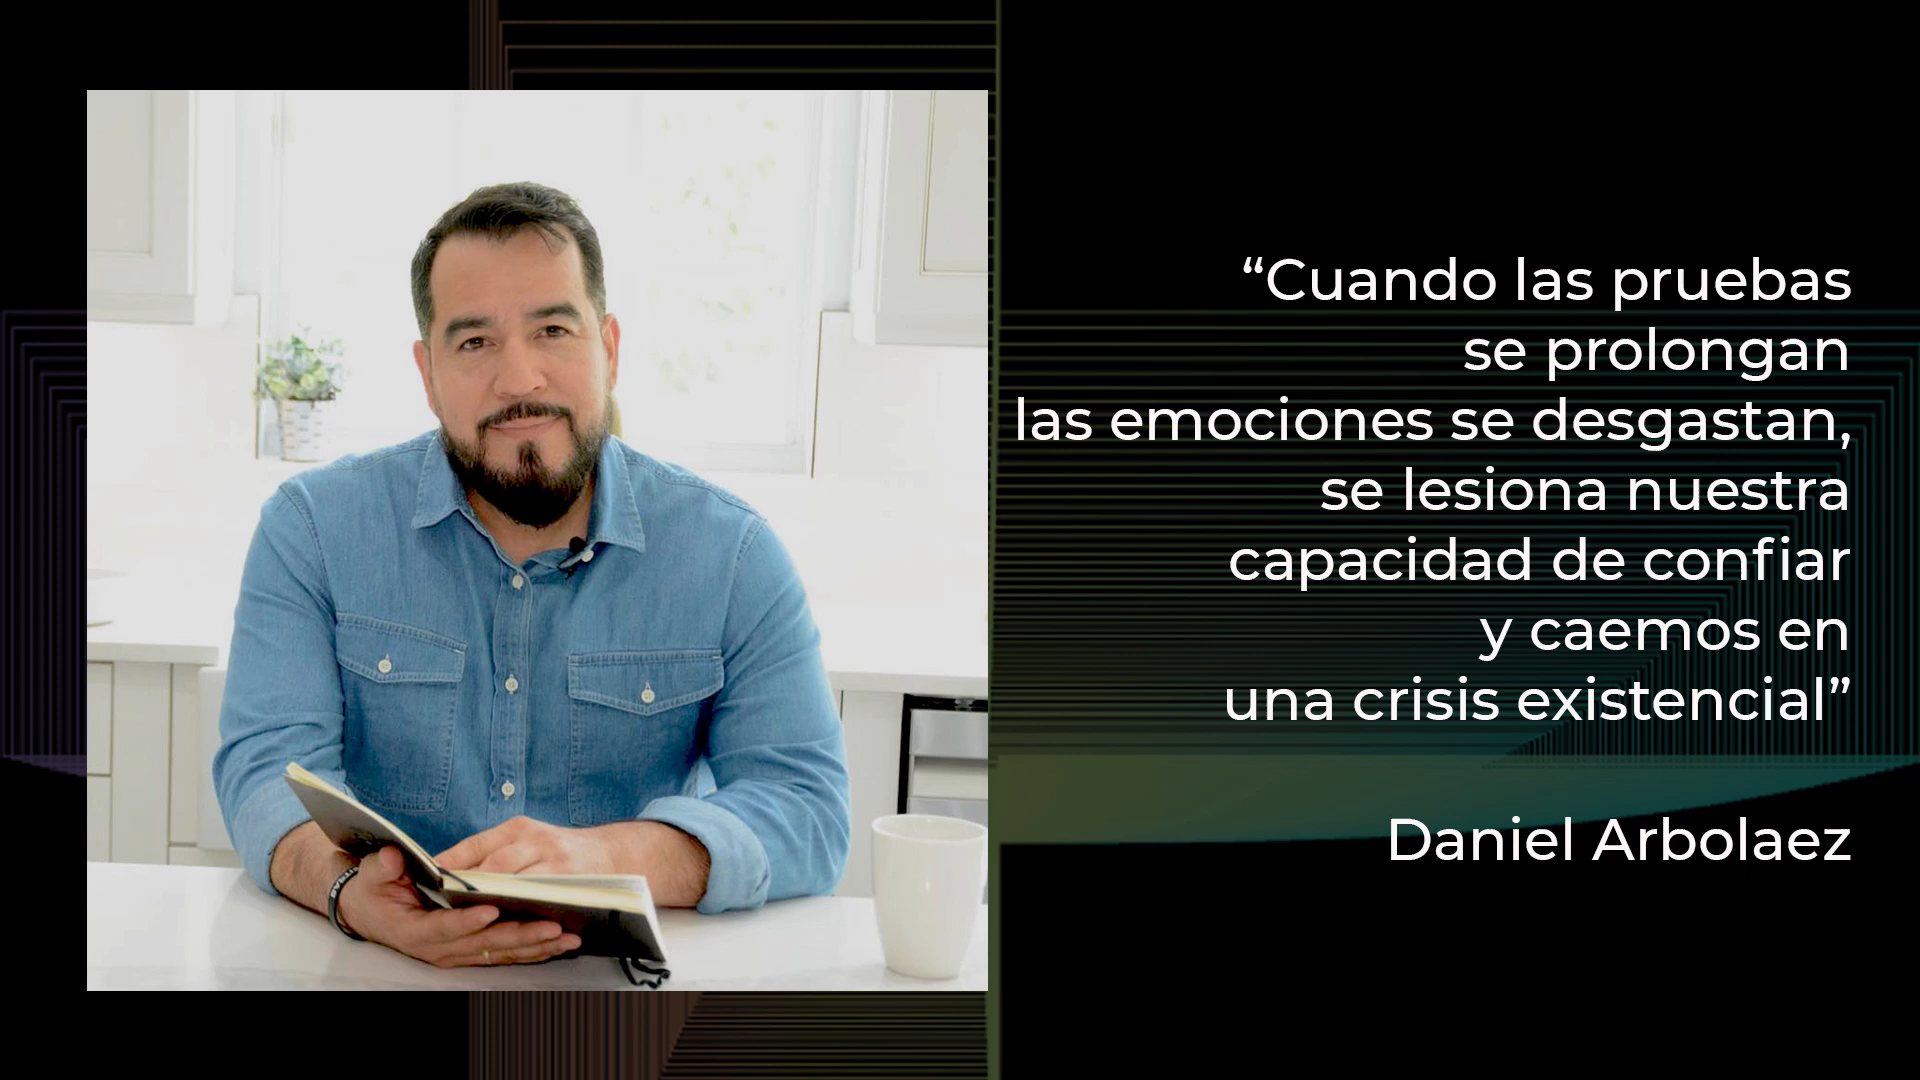 “Cuando las pruebas
se prolongan
las emociones se desgastan,
se lesiona nuestra
capacidad de confiar
y caemos en
una crisis existencial”
Daniel Arbolaez